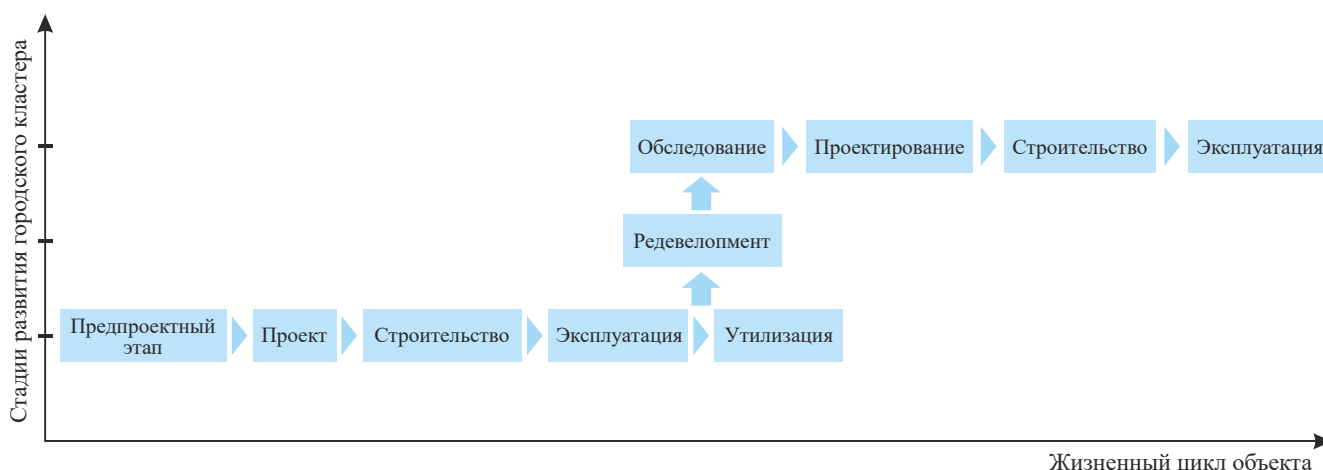 Стадии развития городского кластера
Обследование
Проектирование
Строительство
Эксплуатация
Редевелопмент
Предпроектный
этап
Проект
Строительство
Эксплуатация
Утилизация
Жизненный цикл объекта